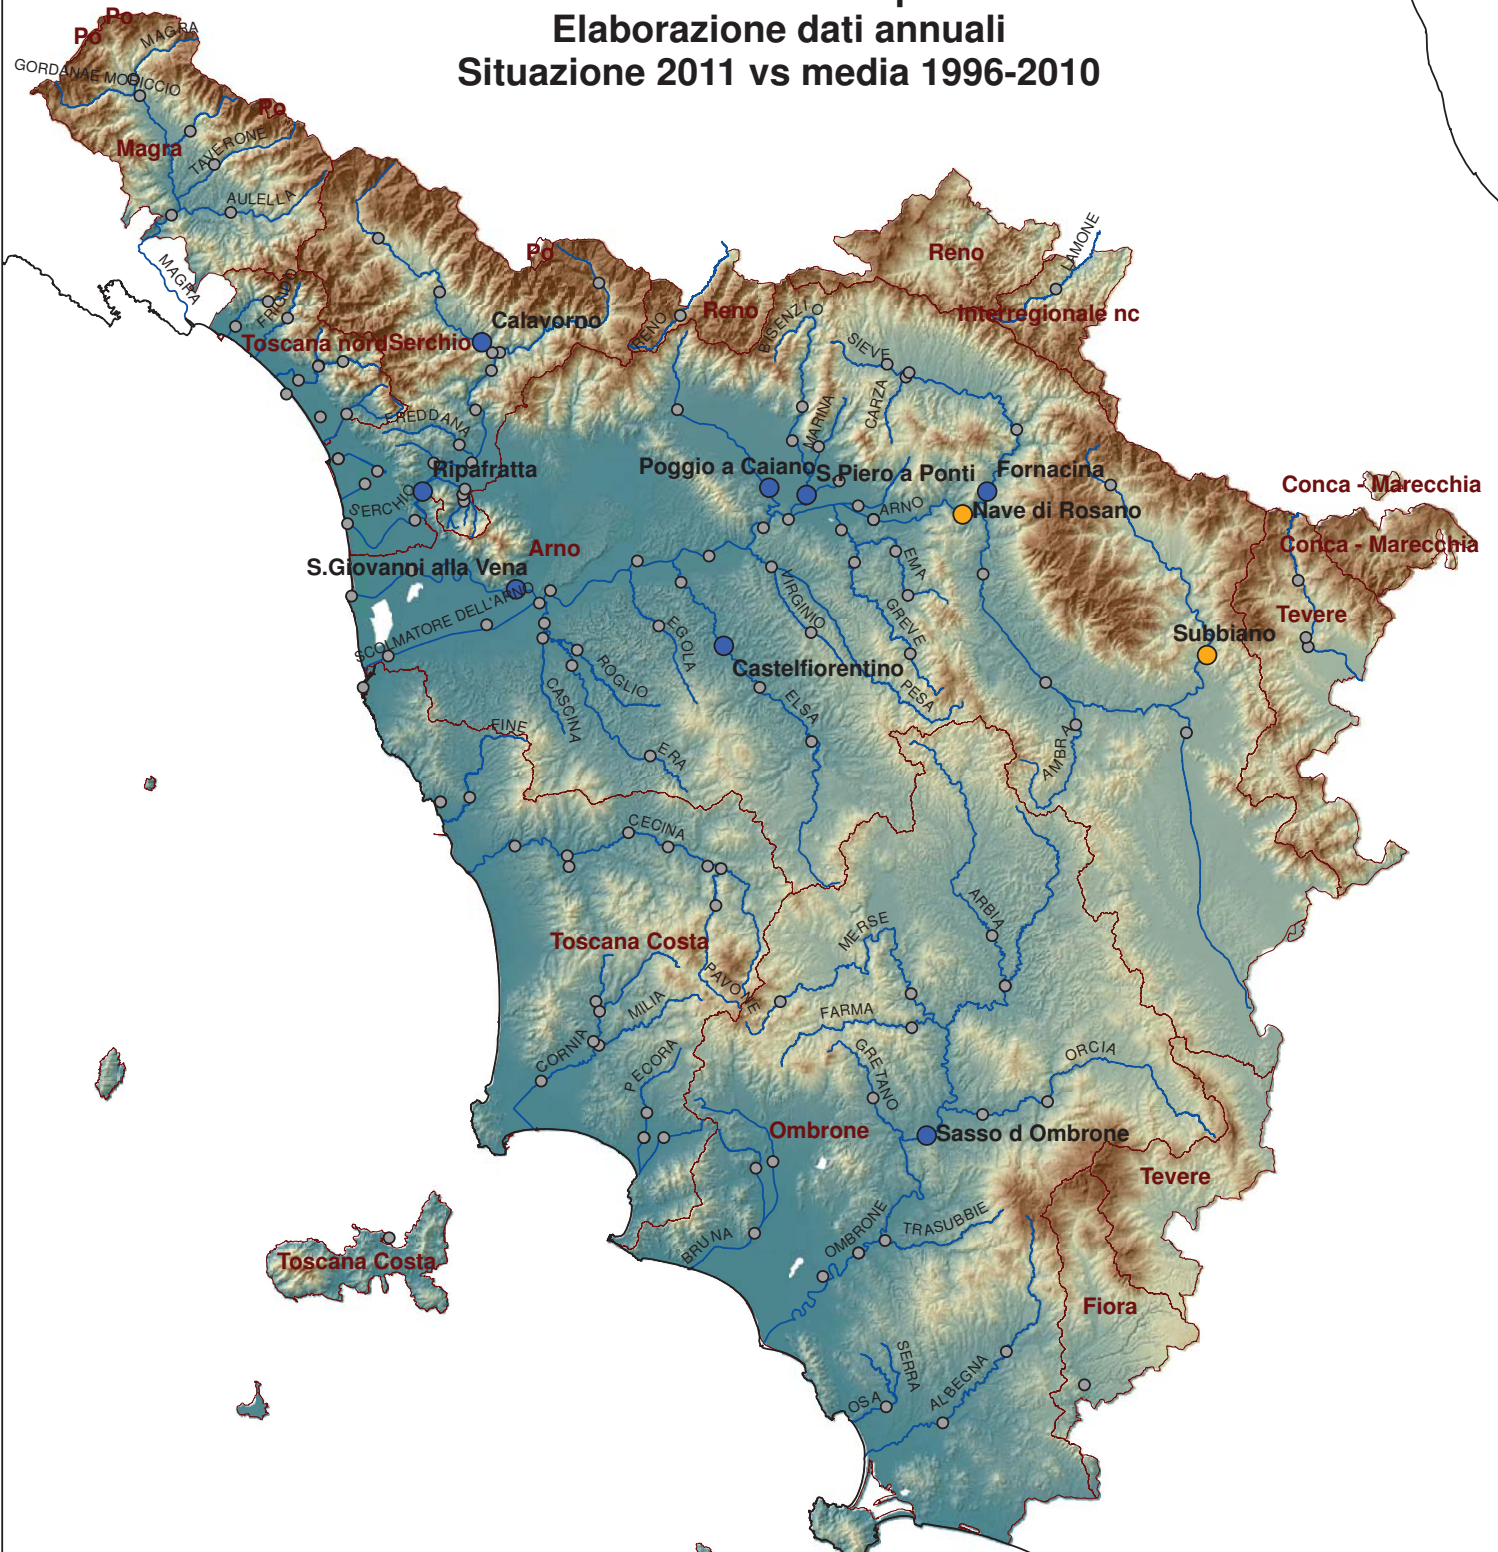 Elaborazione dati annuali
Situazione 2011 vs media 1996-2010
Po
Po
MAGRA
GORDANA
MORICCIO
Po
Magra
TAVERONE
AULELLA
MAGRA
FRIGIDO
Toscana nord
Serchio
Calavorno
Po
RENO
Reno
Reno
LAMONE
Interregionale nc
BISENZIO
SIEVE
CARZA
MARINA
FREDDANA
Ripafratta
Poggio a Caiano
S.Piero a Ponti
Fornacina
Conca - Marecchia
SERCHIO
ARNO
Nave di Rosano
Conca - Marecchia
Arno
S.Giovanni alla Vena
EMA
VIRGINIO
GREVE
Tevere
SCOLMATORE DELL'ARNO
EGOLA
Subbiano
Castelfiorentino
ROGLIO
CASCINA
ELSA
PESA
FINE
ERA
AMBRA
CECINA
ARBIA
MERSE
Toscana Costa
PAVONE
MILIA
FARMA
CORNIA
PECORA
GRETANO
ORCIA
Ombrone
Sasso d Ombrone
Tevere
BRUNA
OMBRONE
TRASUBBIE
Toscana Costa
Fiora
SERRA
OSA
ALBEGNA